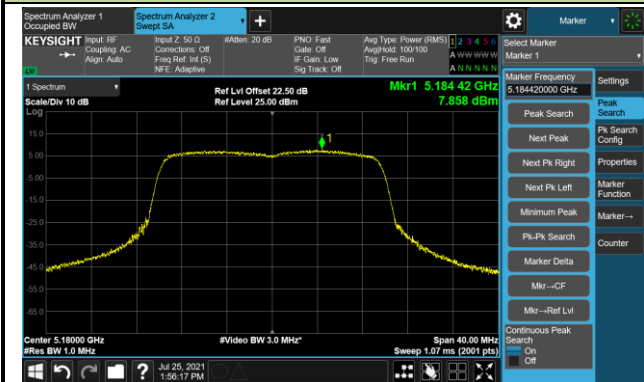 Spectrum Analyzer 1
Occupied BW
Spectrum Analyzer 2
Swept SA
Marker
KEYSIGHT
Input: RF
Coupling: AC
Align: Auto
Input Z: 50 Ω
Corrections: Off
Freq Ref: Int (S)
NFE: Adaptive
#Atten: 20 dB
PNO: Fast
Gate: Off
IF Gain: Low
Sig Track: Off
Avg Type: Power (RMS)
Avg|Hold: 100/100
Trig: Free Run
1 2 3 4 5 6
A W W W W W
A N N N N N
Select Marker
Marker 1
1 Spectrum
Scale/Div 10 dB
Log
Ref Lvl Offset 22.50 dB
Ref Level 25.00 dBm
Mkr1 5.184 42 GHz
7.858 dBm
15.0
5.00
-5.00
-15.0
-25.0
-35.0
-45.0
-55.0
-65.0
1
Center 5.18000 GHz
#Res BW 1.0 MHz
#Video BW 3.0 MHz*
Span 40.00 MHz
Sweep 1.07 ms (2001 pts)
Marker Frequency
5.184420000 GHz
Peak Search
Next Peak
Next Pk Right
Next Pk Left
Minimum Peak
Pk-Pk Search
Marker Delta
Mkr→CF
Mkr→Ref Lvl
Continuous Peak
Search
On
Off
Settings
Peak
Search
Pk Search
Config
Properties
Marker
Function
Marker→
Counter
?
Jul 25, 2021
1:56:17 PM